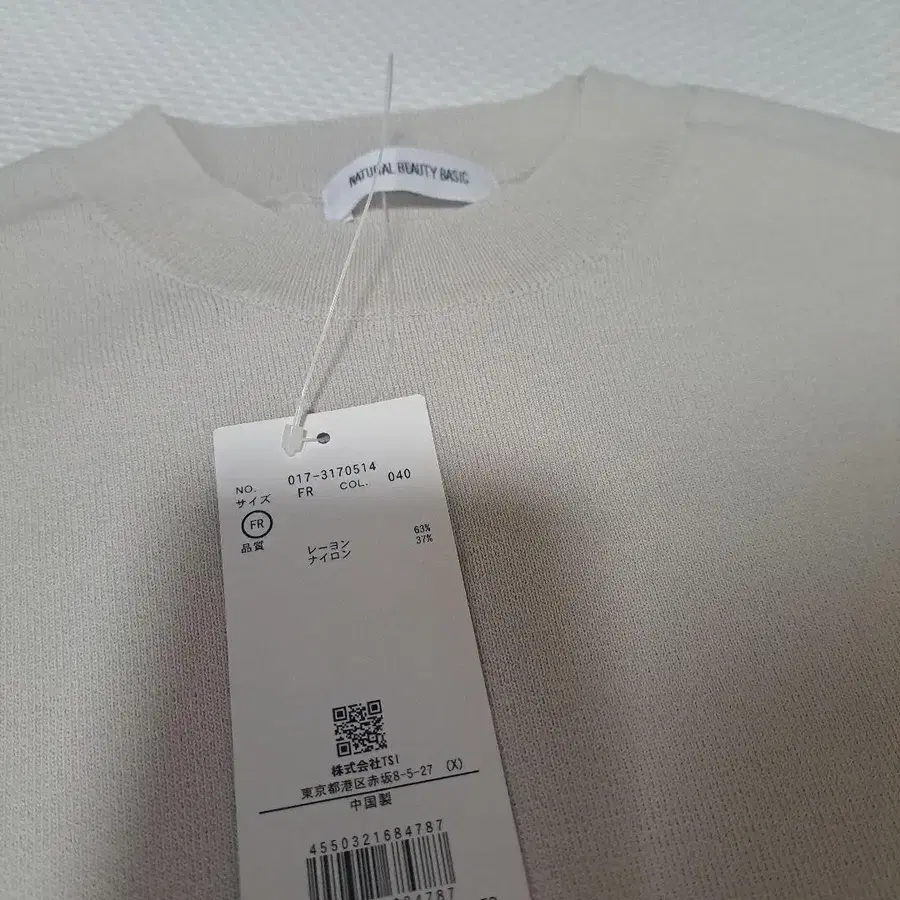 NATURAL BEAUTY BASIC
NO. 017-3170514
サイズ FR COL. 040
FR
品質 レーヨン 63%
ナイロン 37%
株式会社TSI
東京都港区赤坂8-5-27 (X)
中国製
4550321684787